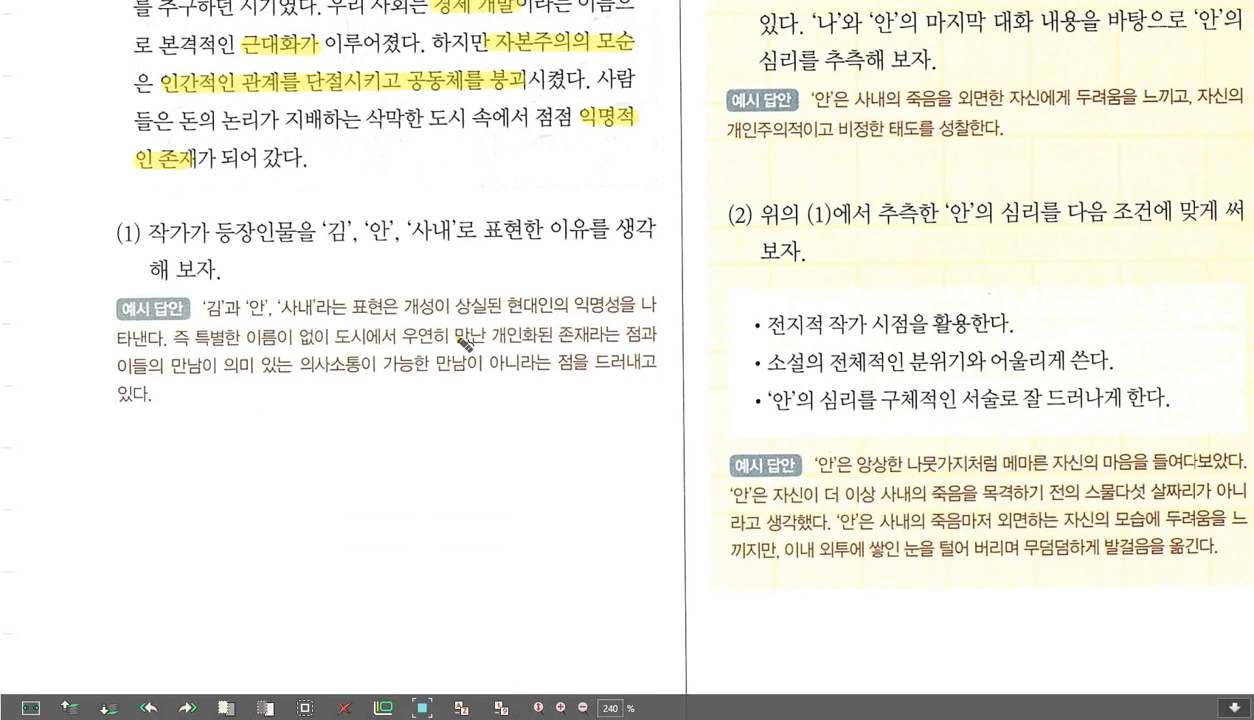 를 추구하던 시기였다. 우리 사회는 경제 개발이라는 이름으
로 본격적인 근대화가 이루어졌다. 하지만 자본주의의 모순
은 인간적인 관계를 단절시키고 공동체를 붕괴시켰다. 사람
들은 돈의 논리가 지배하는 삭막한 도시 속에서 점점 익명적
인 존재가 되어 갔다.
(1) 작가가 등장인물을 ‘김’, ‘안’, ‘사내’로 표현한 이유를 생각
해 보자.
예시 답안 ‘김’과 ‘안’, ‘사내’라는 표현은 개성이 상실된 현대인의 익명성을 나
타낸다. 즉 특별한 이름이 없이 도시에서 우연히 만난 개인화된 존재라는 점과
이들의 만남이 의미 있는 의사소통이 가능한 만남이 아니라는 점을 드러내고
있다.
있다. ‘나’와 ‘안’의 마지막 대화 내용을 바탕으로 ‘안’의
심리를 추측해 보자.
예시 답안 ‘안’은 사내의 죽음을 외면한 자신에게 두려움을 느끼고, 자신의
개인주의적이고 비정한 태도를 성찰한다.
(2) 위의 (1)에서 추측한 ‘안’의 심리를 다음 조건에 맞게 써
보자.
• 전지적 작가 시점을 활용한다.
• 소설의 전체적인 분위기와 어울리게 쓴다.
• ‘안’의 심리를 구체적인 서술로 잘 드러나게 한다.
예시 답안 ‘안’은 앙상한 나뭇가지처럼 메마른 자신의 마음을 들여다보았다.
‘안’은 자신이 더 이상 사내의 죽음을 목격하기 전의 스물다섯 살짜리가 아니
라고 생각했다. ‘안’은 사내의 죽음마저 외면하는 자신의 모습에 두려움을 느
끼지만, 이내 외투에 쌓인 눈을 털어 버리며 무덤덤하게 발걸음을 옮긴다.
240 %